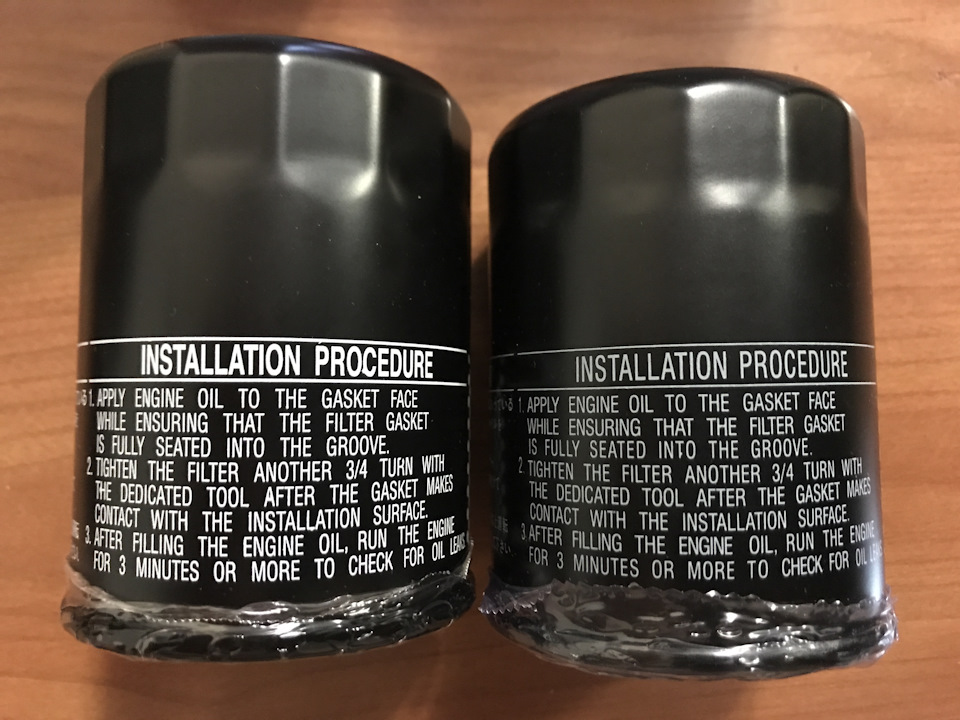 INSTALLATION PROCEDURE
1. APPLY ENGINE OIL TO THE GASKET FACE
WHILE ENSURING THAT THE FILTER GASKET
IS FULLY SEATED INTO THE GROOVE.
2. TIGHTEN THE FILTER ANOTHER 3/4 TURN WITH
THE DEDICATED TOOL AFTER THE GASKET MAKES
CONTACT WITH THE INSTALLATION SURFACE.
3. AFTER FILLING THE ENGINE OIL, RUN THE ENGINE
FOR 3 MINUTES OR MORE TO CHECK FOR OIL LEAKS
INSTALLATION PROCEDURE
1. APPLY ENGINE OIL TO THE GASKET FACE
WHILE ENSURING THAT THE FILTER GASKET
IS FULLY SEATED INTO THE GROOVE.
2. TIGHTEN THE FILTER ANOTHER 3/4 TURN WITH
THE DEDICATED TOOL AFTER THE GASKET MAKES
CONTACT WITH THE INSTALLATION SURFACE.
3. AFTER FILLING THE ENGINE OIL, RUN THE ENGINE
FOR 3 MINUTES OR MORE TO CHECK FOR OIL